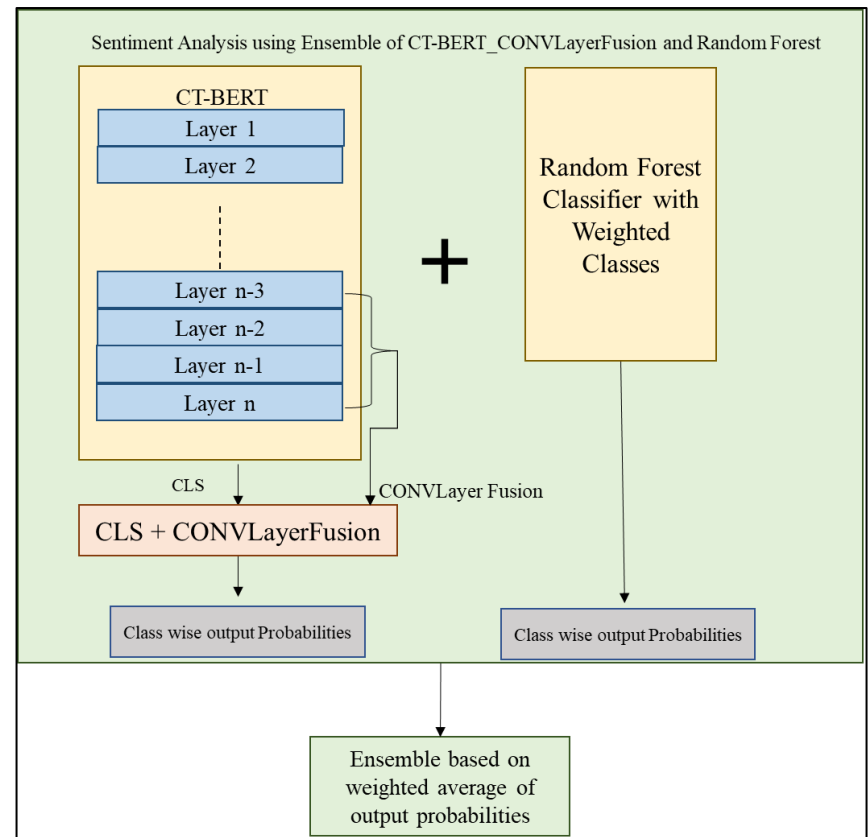 Sentiment Analysis using Ensemble of CT-BERT_CONVLayerFusion and Random Forest
CT-BERT
Layer 1
Layer 2
Layer n-3
Layer n-2
Layer n-1
Layer n
CLS
CONVLayer Fusion
CLS + CONVLayerFusion
Class wise output Probabilities
+
Random Forest
Classifier with
Weighted
Classes
Class wise output Probabilities
Ensemble based on
weighted average of
output probabilities